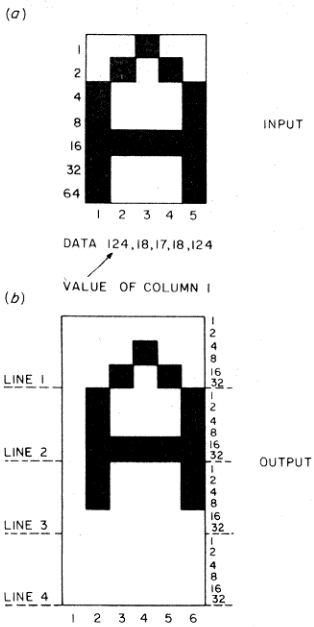 (a)
1
2
4
8
16
32
64
INPUT
1 2 3 4 5
DATA 124,18,17,18,124
VALUE OF COLUMN 1
(b)
1
2
4
8
16
32
LINE 1
1
2
4
8
16
32
LINE 2
OUTPUT
1
2
4
8
16
32
LINE 3
1
2
4
8
16
32
LINE 4
1 2 3 4 5 6